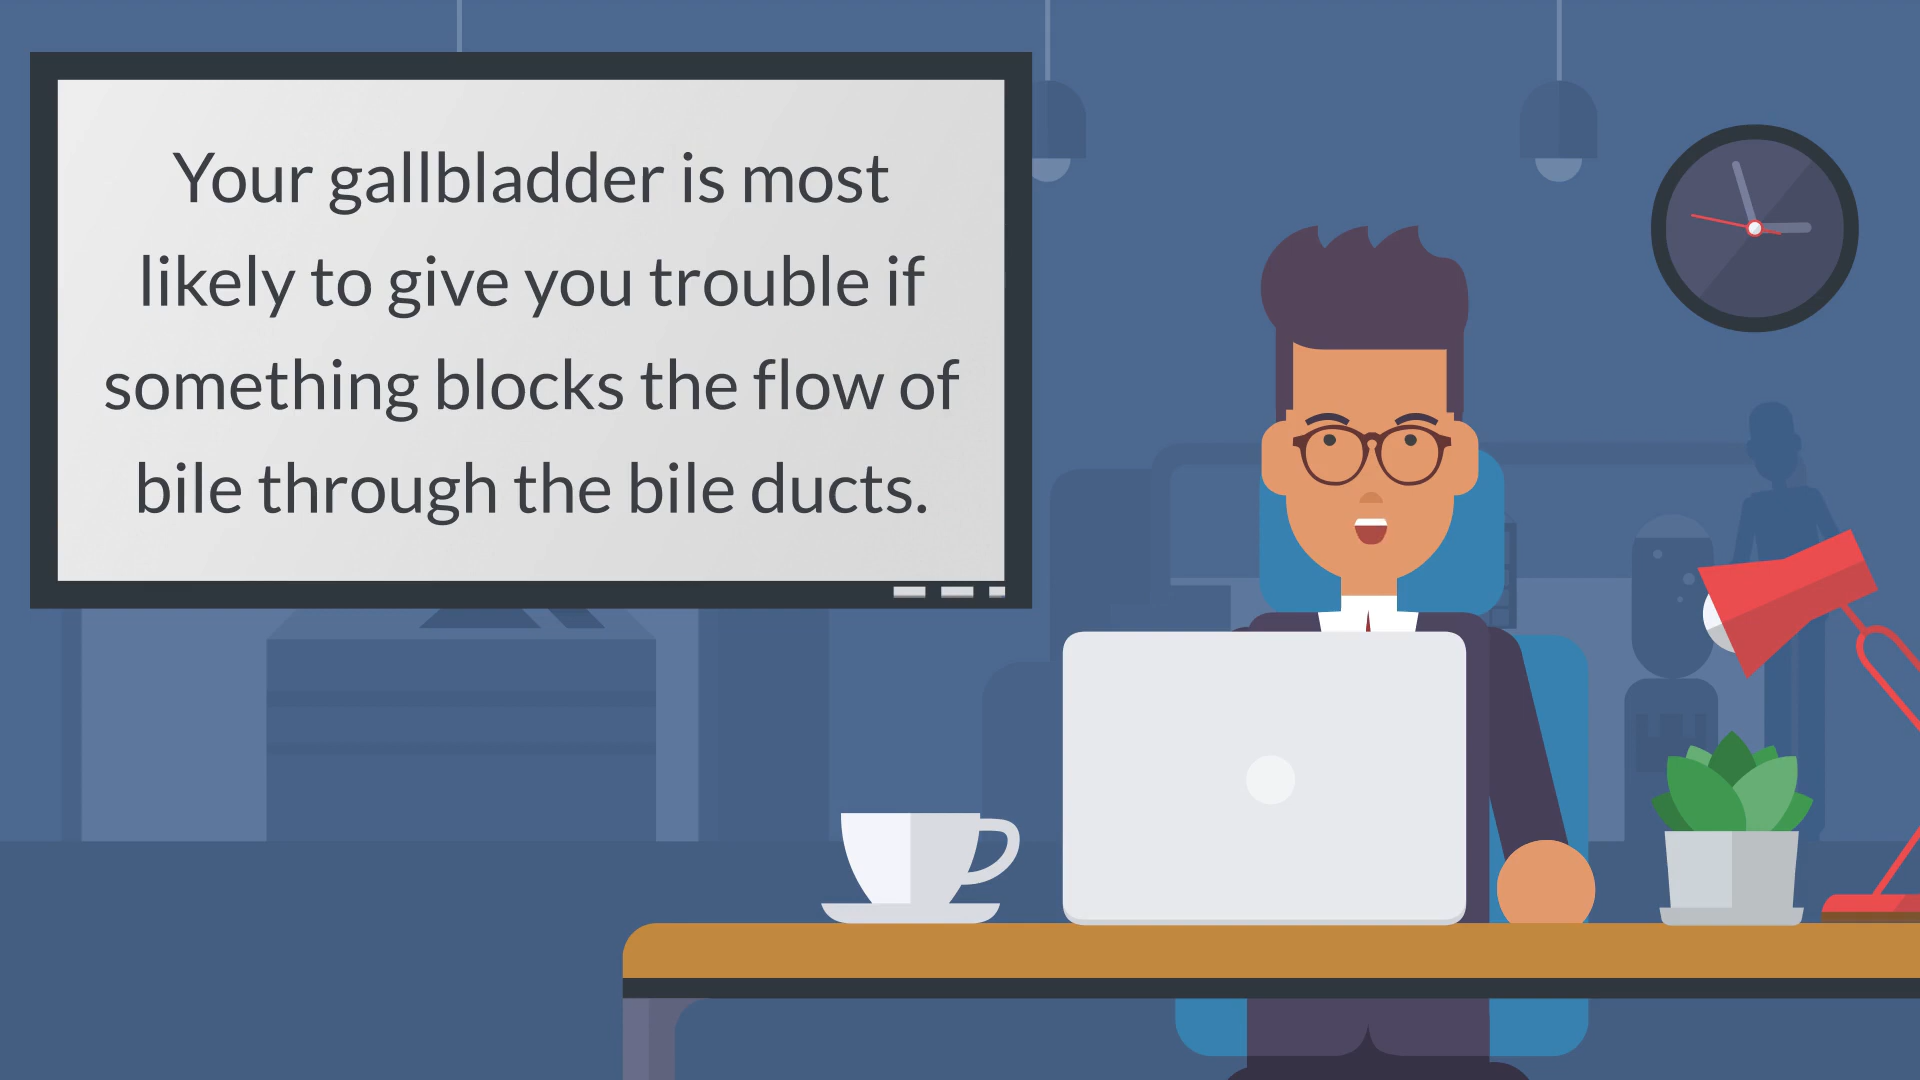 Your gallbladder is most
likely to give you trouble if
something blocks the flow of
bile through the bile ducts.